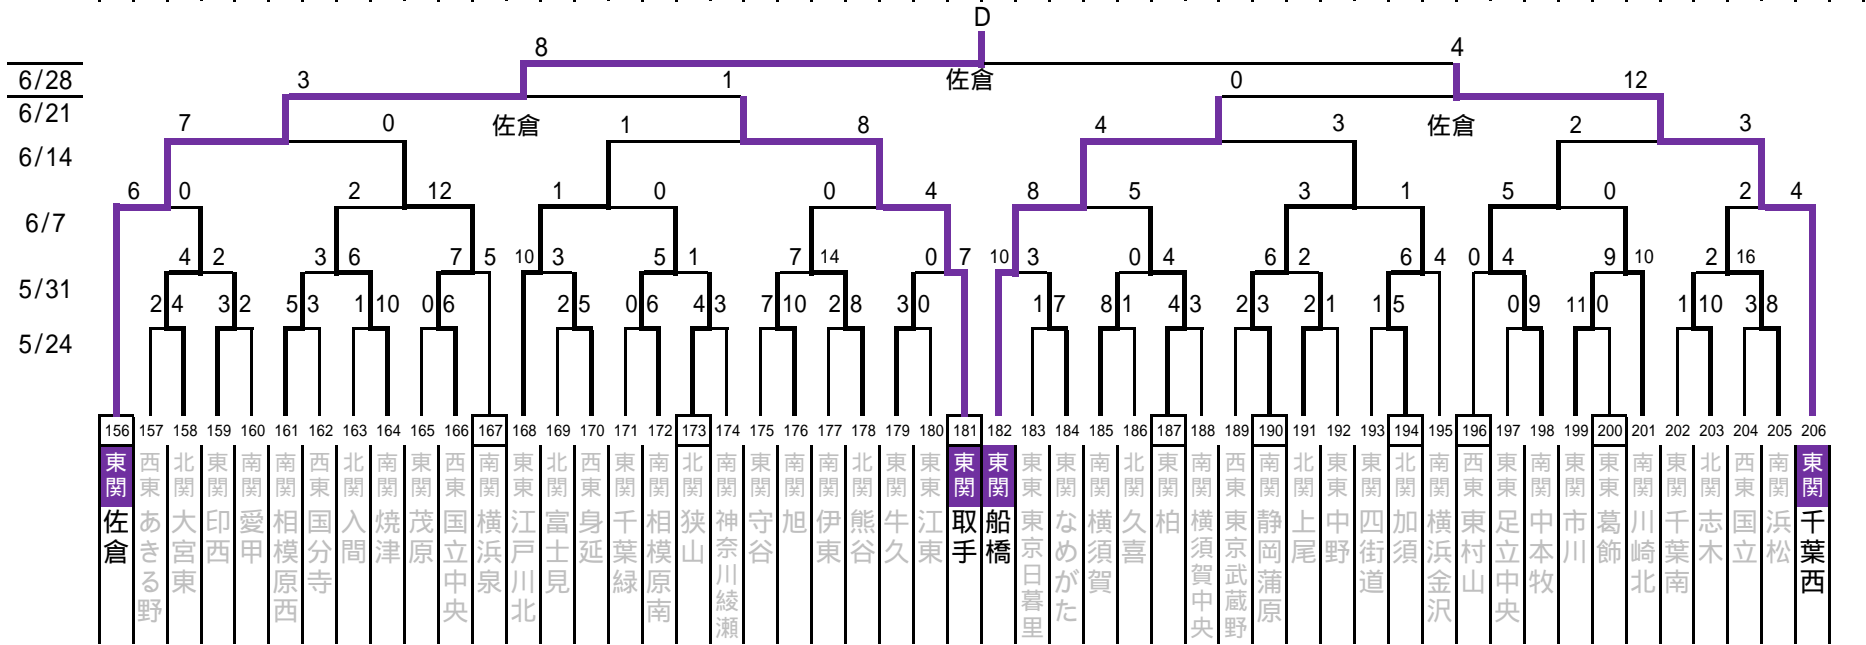 D
8 4
6/28 3 1 佐倉 0 12
6/21 7 0 佐倉 1 8 4 3 佐倉 2 3
6/14
6 0 2 12 1 0 0 4 8 5 3 1 5 0 2 4
6/7
4 2 3 6 7 5 10 3 5 1 7 14 0 7 10 3 0 4 6 2 6 4 0 4 9 10 2 16
5/31
2 4 3 2 5 3 1 10 0 6 2 5 0 6 4 3 7 10 2 8 3 0 1 7 8 1 4 3 2 3 2 1 1 5 0 9 11 0 1 10 3 8
5/24
156 157 158 159 160 161 162 163 164 165 166 167 168 169 170 171 172 173 174 175 176 177 178 179 180 181 182 183 184 185 186 187 188 189 190 191 192 193 194 195 196 197 198 199 200 201 202 203 204 205 206
東関 西東 北関 東関 南関 南関 西東 北関 南関 東関 西東 南関 東東 北関 西東 東関 南関 北関 南関 東関 東関 南関 北関 東関 東東 東関 東関 東東 東関 南関 北関 東関 南関 西東 南関 北関 東東 東関 北関 南関 西東 東東 南関 東関 東東 南関 東関 北関 西東 南関 東関
佐倉 あきる野 大宮東 印西 愛甲 相模原西 国分寺 入間 焼津 茂原 国立中央 横浜泉 江戸川北 富士見 身延 千葉緑 相模原南 狭山 神奈川綾瀬 守谷 旭 伊東 熊谷 牛久 江東 取手 船橋 東京日暮里 なめがた 横須賀 久喜 柏 横須賀中央 東京武蔵野 静岡蒲原 上尾 中野 四街道 加須 横浜金沢 東村山 足立中央 中本牧 市川 葛飾 川崎北 千葉南 志木 国立 浜松 千葉西